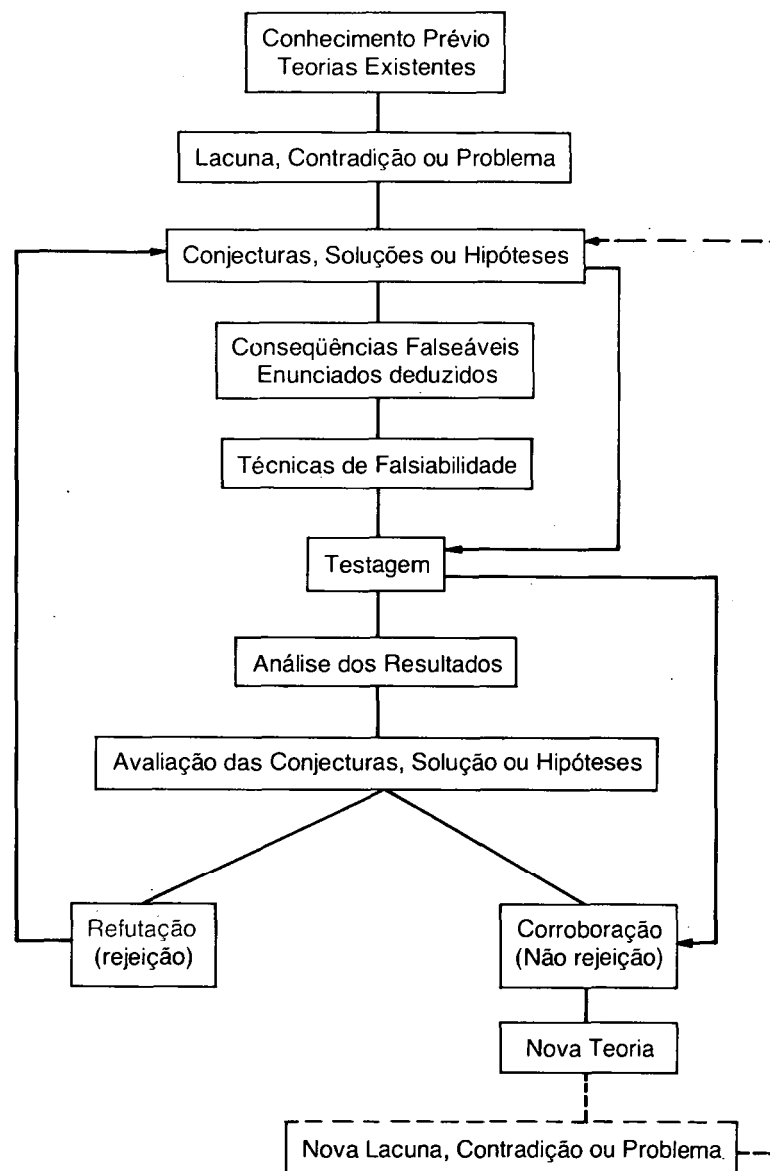 Conhecimento Prévio
Teorias Existentes
Lacuna, Contradição ou Problema
Conjecturas, Soluções ou Hipóteses
Conseqüências Falseáveis
Enunciados deduzidos
Técnicas de Falsiabilidade
Testagem
Análise dos Resultados
Avaliação das Conjecturas, Solução ou Hipóteses
Refutação
(rejeição)
Corroboração
(Não rejeição)
Nova Teoria
Nova Lacuna, Contradição ou Problema